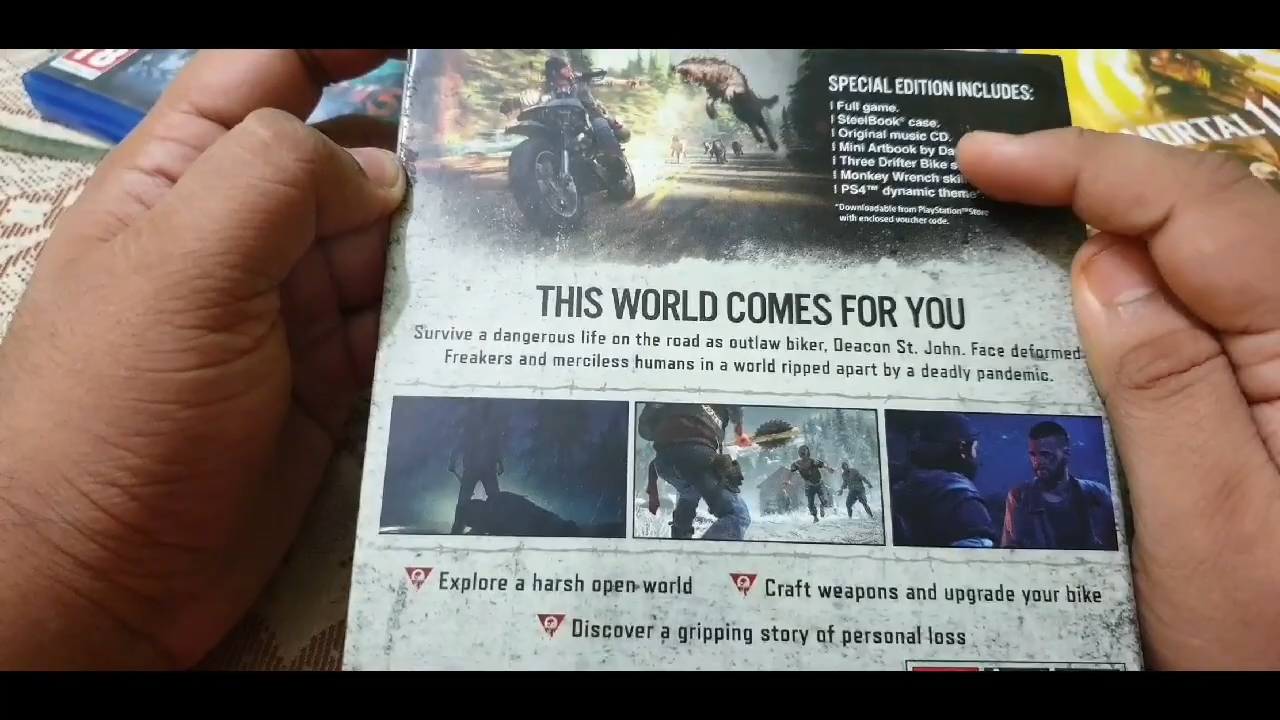 18
SPECIAL EDITION INCLUDES:
| Full game.
| SteelBook® case.
| Original music CD.
| Mini Artbook by
| Three Drifter Bike
| Monkey Wrench
| PS4™ dynamic theme
*Downloadable from PlayStation™Store
with enclosed voucher code.
MORTAL 11
THIS WORLD COMES FOR YOU
Survive a dangerous life on the road as outlaw biker, Deacon St. John. Face deformed
Freakers and merciless humans in a world ripped apart by a deadly pandemic.
Explore a harsh open world
Craft weapons and upgrade your bike
Discover a gripping story of personal loss